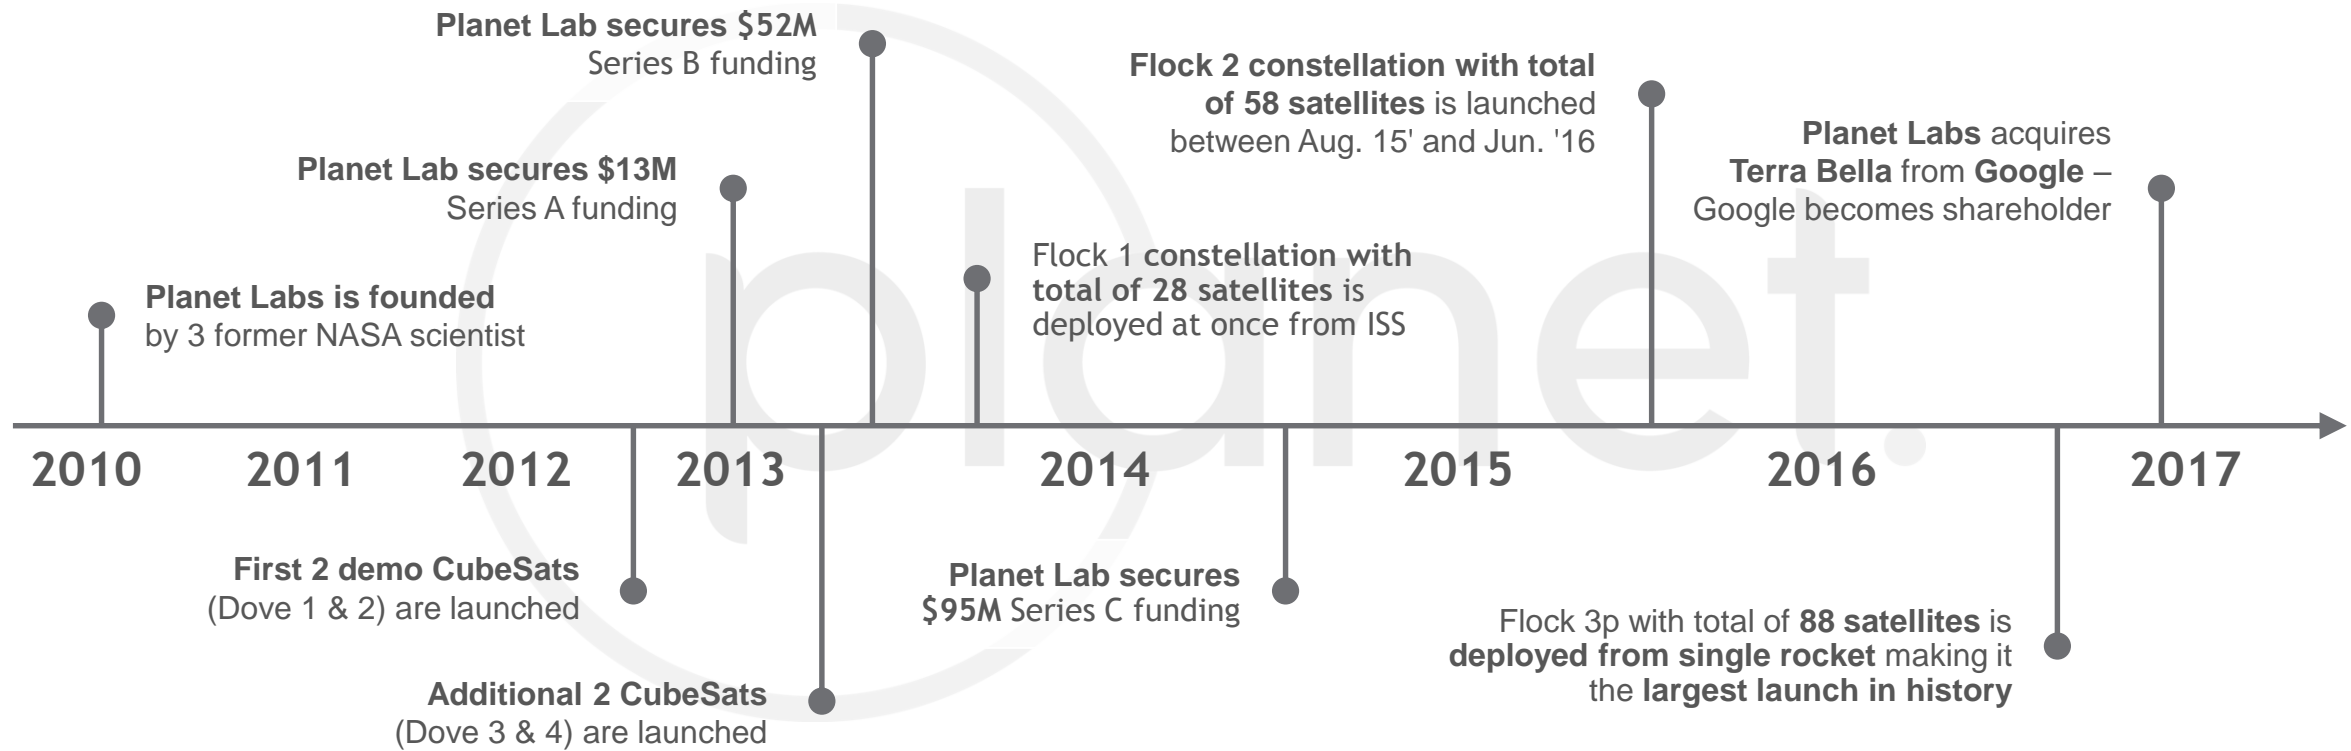 Planet Lab secures $52M
Series B funding
Flock 2 constellation with total
of 58 satellites is launched
between Aug. 15' and Jun. '16
Planet Labs acquires
Terra Bella from Google –
Google becomes shareholder
Planet Lab secures $13M
Series A funding
Flock 1 constellation with
total of 28 satellites is
deployed at once from ISS
Planet Labs is founded
by 3 former NASA scientist
planet.
2010 2011 2012 2013 2014 2015 2016 2017
First 2 demo CubeSats
(Dove 1 & 2) are launched
Planet Lab secures
$95M Series C funding
Flock 3p with total of 88 satellites is
deployed from single rocket making it
the largest launch in history
Additional 2 CubeSats
(Dove 3 & 4) are launched